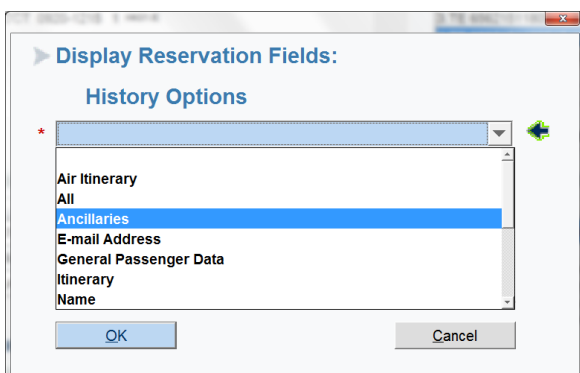 Display Reservation Fields:
History Options
*
Air Itinerary
All
Ancillaries
E-mail Address
General Passenger Data
Itinerary
Name
OK
Cancel